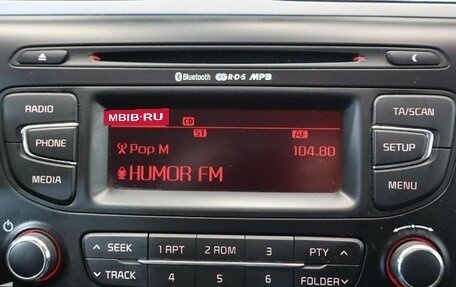 Bluetooth R·D·S MP3
RADIO
PHONE
MEDIA
MBIB-RU
CD
ST
AF
Pop M
104.80
HUMOR FM
TA/SCAN
SETUP
MENU
SEEK
TRACK
1 RPT
2 RDM
3
PTY
4
5
6
FOLDER